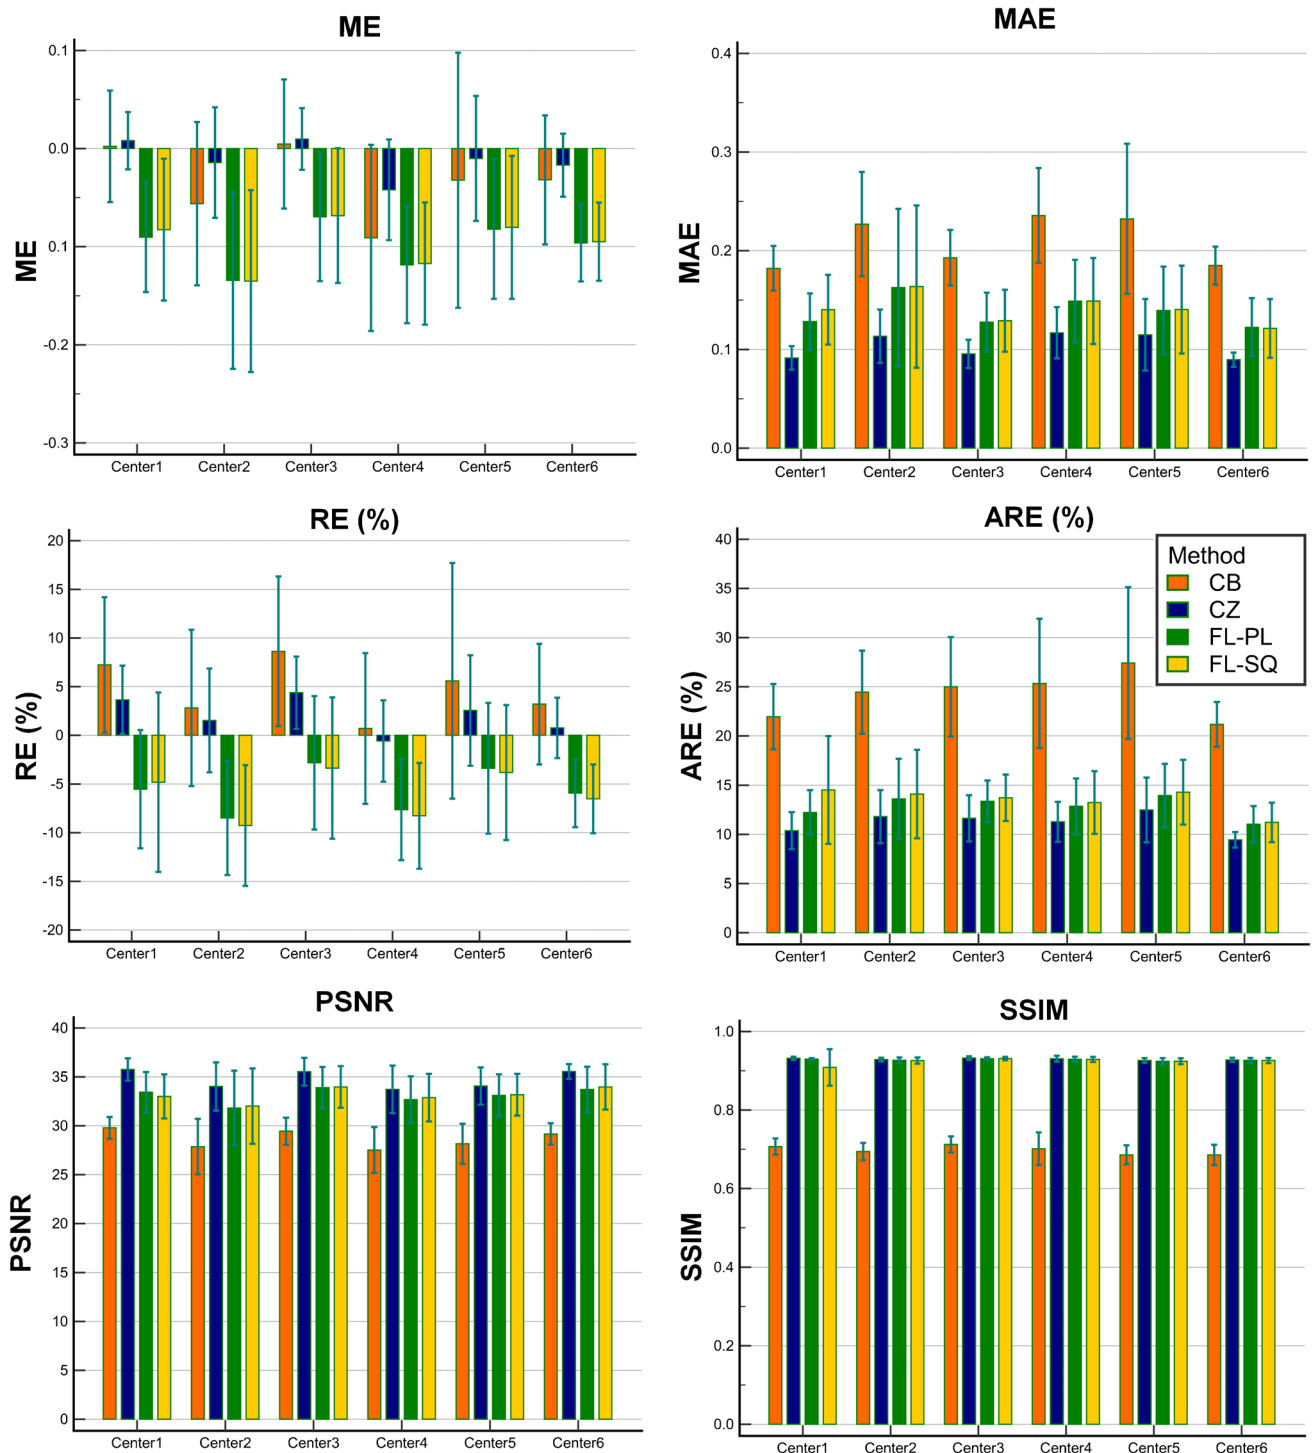 ME
ME
0.1
0.0
0.1
-0.2
-0.3
Center1 Center2 Center3 Center4 Center5 Center6
MAE
MAE
0.4
0.3
0.2
0.1
0.0
Center1 Center2 Center3 Center4 Center5 Center6
RE (%)
RE (%)
20
15
10
5
0
-5
-10
-15
-20
Center1 Center2 Center3 Center4 Center5 Center6
ARE (%)
ARE (%)
40
35
30
25
20
15
10
5
0
Center1 Center2 Center3 Center4 Center5 Center6
Method
CB
CZ
FL-PL
FL-SQ
PSNR
PSNR
40
35
30
25
20
15
10
5
0
Center1 Center2 Center3 Center4 Center5 Center6
SSIM
SSIM
1.0
0.8
0.6
0.4
0.2
0.0
Center1 Center2 Center3 Center4 Center5 Center6